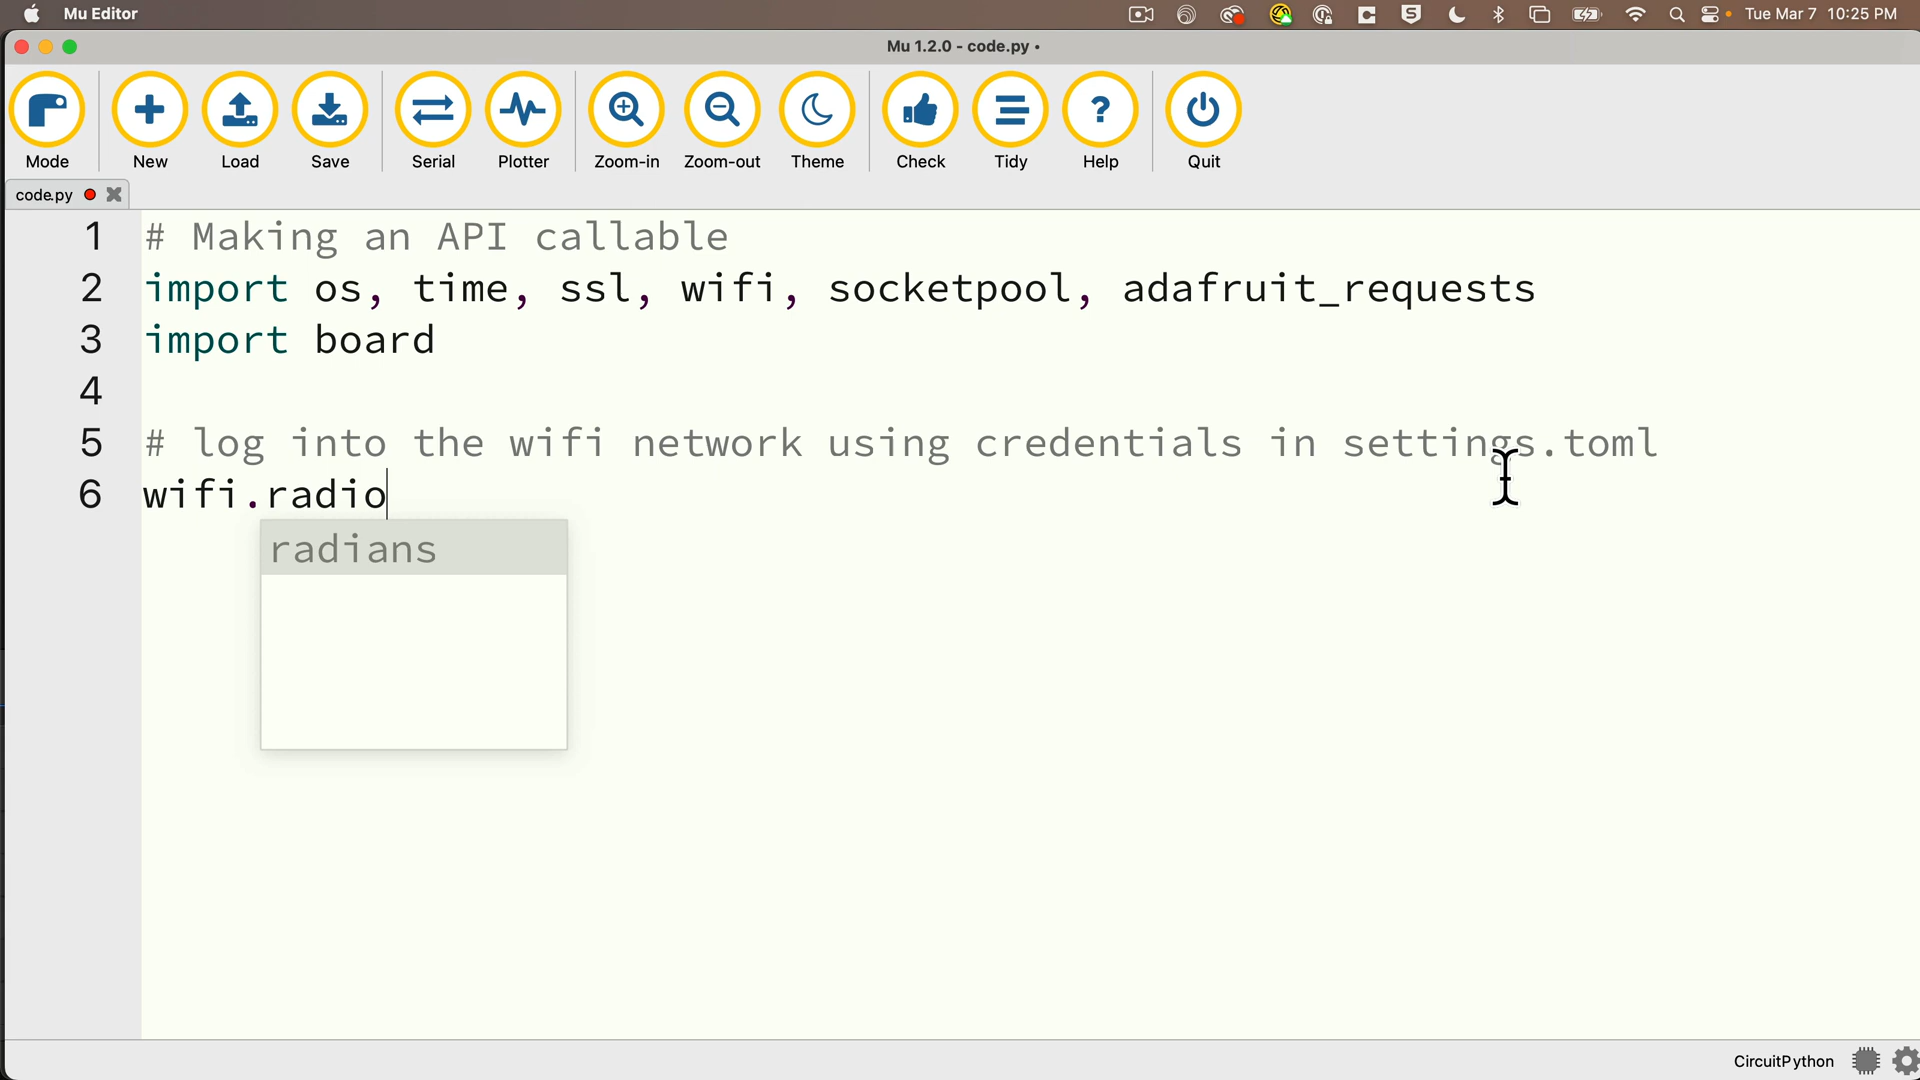 Mu Editor
Tue Mar 7 10:25 PM
Mu 1.2.0 - code.py •
Mode New Load Save Serial Plotter Zoom-in Zoom-out Theme Check Tidy Help Quit
code.py
1 # Making an API callable
2 import os, time, ssl, wifi, socketpool, adafruit_requests
3 import board
4
5 # log into the wifi network using credentials in settings.toml
6 wifi.radio
radians
CircuitPython